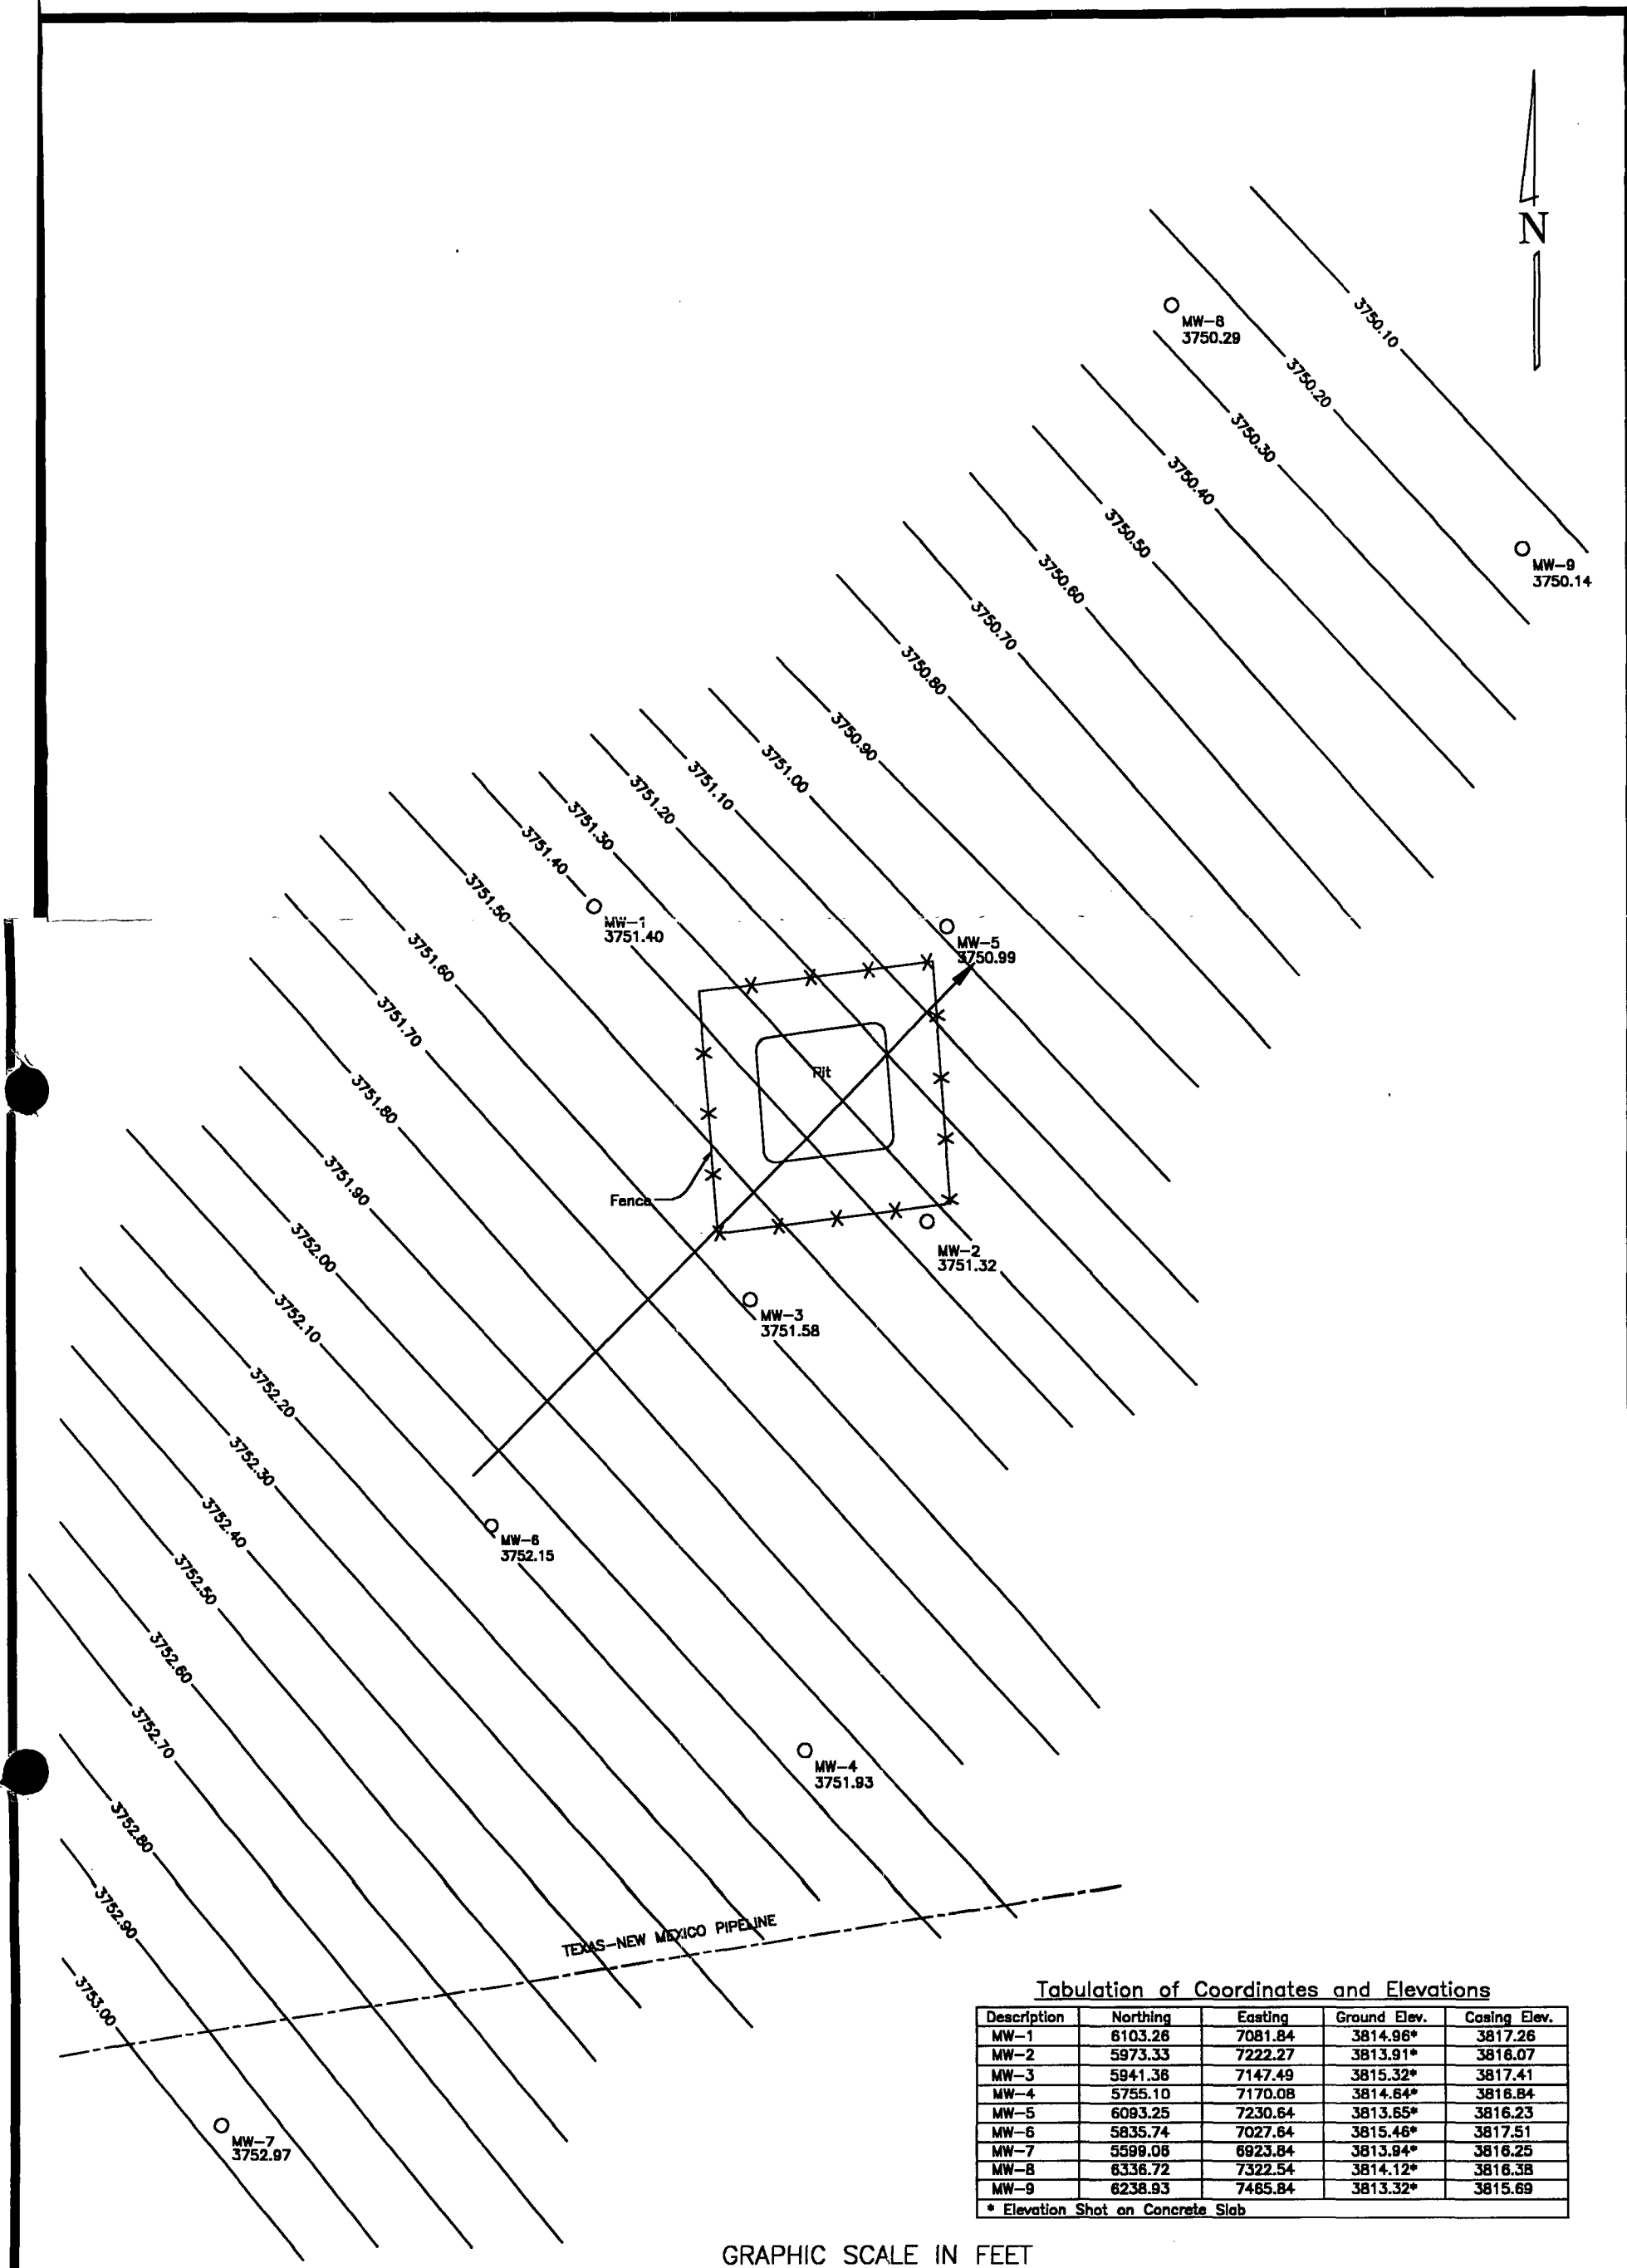 N
3750.10
MW-8
3750.29
3750.20
3750.30
3750.40
3750.50
MW-9
3750.14
3750.60
3750.70
3750.80
3750.90
3751.00
3751.10
3751.20
3751.30
3751.40
3751.50
MW-1
3751.40
MW-5
3750.99
3751.60
3751.70
3751.80
Pit
3751.90
Fence
3752.00
MW-2
3751.32
3752.10
MW-3
3751.58
3752.20
3752.30
3752.40
MW-6
3752.15
3752.50
3752.60
3752.70
MW-4
3751.93
3752.80
3752.90
TEXAS-NEW MEXICO PIPELINE
3753.00
MW-7
3752.97
Tabulation of Coordinates and Elevations
Description Northing Easting Ground Elev. Casing Elev.
MW-1 6103.26 7081.84 3814.96* 3817.26
MW-2 5973.33 7222.27 3813.91* 3816.07
MW-3 5941.36 7147.49 3815.32* 3817.41
MW-4 5755.10 7170.08 3814.64* 3816.84
MW-5 6093.25 7230.64 3813.65* 3816.23
MW-6 5835.74 7027.64 3815.46* 3817.51
MW-7 5599.06 6923.84 3813.94* 3816.25
MW-8 6336.72 7322.54 3814.12* 3816.38
MW-9 6238.93 7465.84 3813.32* 3815.69
* Elevation Shot on Concrete Slab
GRAPHIC SCALE IN FEET